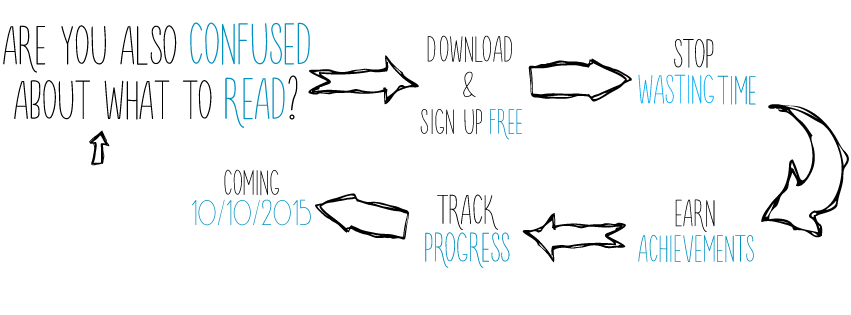 ARE YOU ALSO CONFUSED
ABOUT WHAT TO READ?
DOWNLOAD
&
SIGN UP FREE
STOP
WASTING TIME
EARN
ACHIEVEMENTS
TRACK
PROGRESS
COMING
10/10/2015